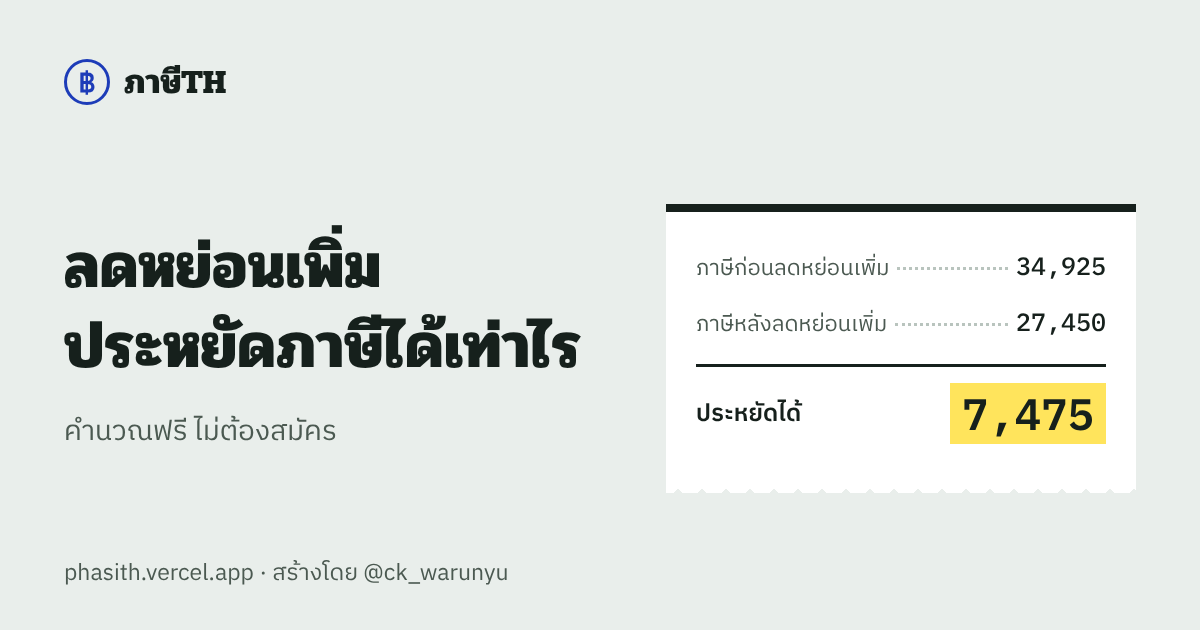 ฿ ภาษีTH
ลดหย่อนเพิ่ม
ประหยัดภาษีได้เท่าไร
คำนวณฟรี ไม่ต้องสมัคร
ภาษีก่อนลดหย่อนเพิ่ม 34,925
ภาษีหลังลดหย่อนเพิ่ม 27,450
ประหยัดได้ 7,475
phasith.vercel.app · สร้างโดย @ck_warunyu